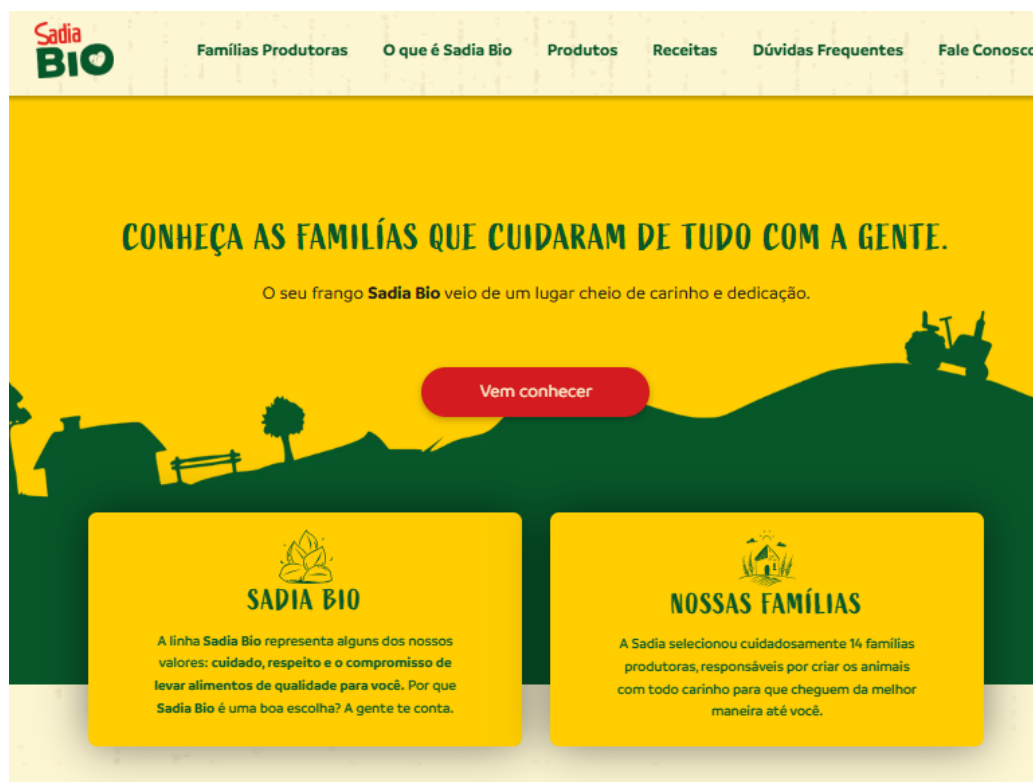 Sadia
BIO
Famílias Produtoras O que é Sadia Bio Produtos Receitas Dúvidas Frequentes Fale Conosco
CONHEÇA AS FAMILÍAS QUE CUIDARAM DE TUDO COM A GENTE.
O seu frango Sadia Bio veio de um lugar cheio de carinho e dedicação.
Vem conhecer
SADIA BIO
A linha Sadia Bio representa alguns dos nossos
valores: cuidado, respeito e o compromisso de
levar alimentos de qualidade para você. Por que
Sadia Bio é uma boa escolha? A gente te conta.
NOSSAS FAMÍLIAS
A Sadia selecionou cuidadosamente 14 famílias
produtoras, responsáveis por criar os animais
com todo carinho para que cheguem da melhor
maneira até você.